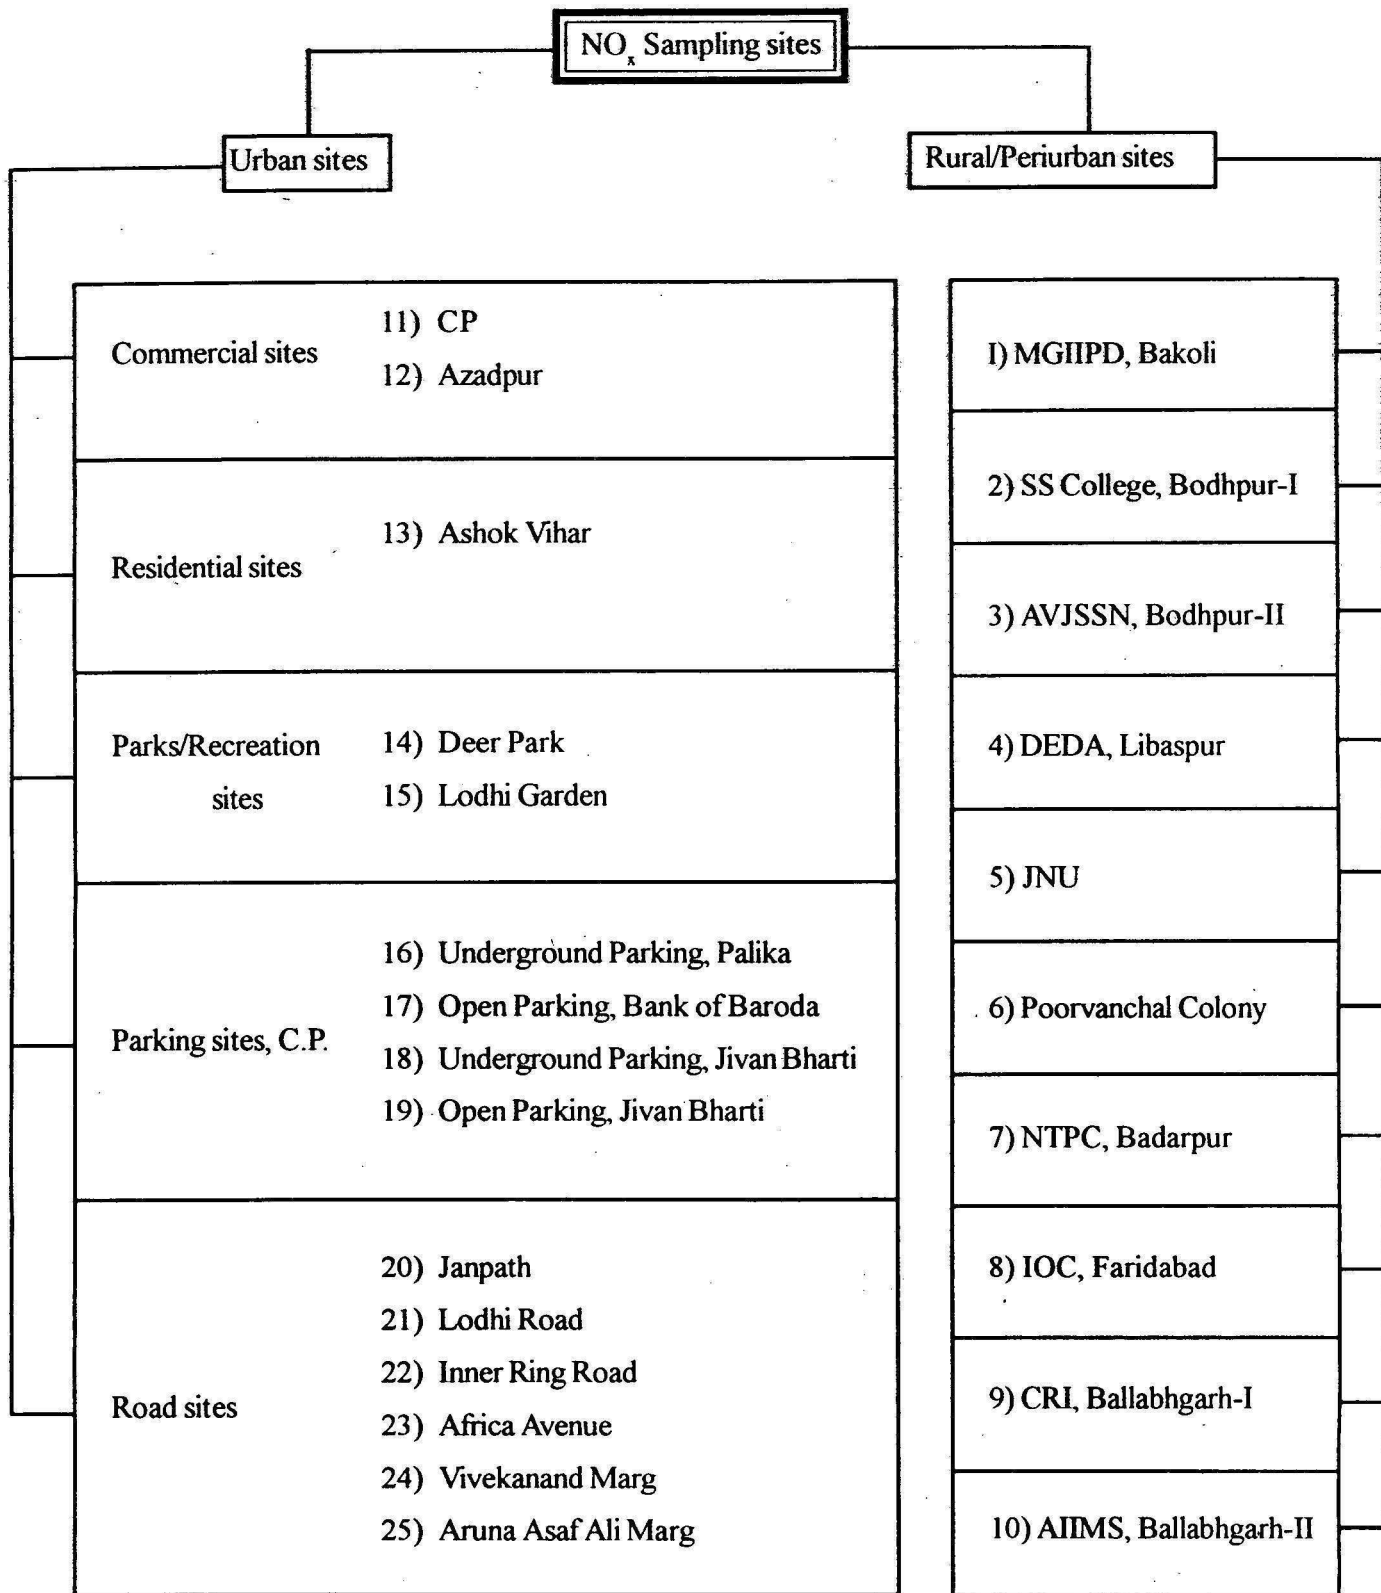 NOx Sampling sites
Urban sites
Rural/Periurban sites
Commercial sites
11) CP
12) Azadpur
Residential sites
13) Ashok Vihar
Parks/Recreation
sites
14) Deer Park
15) Lodhi Garden
Parking sites, C.P.
16) Underground Parking, Palika
17) Open Parking, Bank of Baroda
18) Underground Parking, Jivan Bharti
19) Open Parking, Jivan Bharti
Road sites
20) Janpath
21) Lodhi Road
22) Inner Ring Road
23) Africa Avenue
24) Vivekanand Marg
25) Aruna Asaf Ali Marg
1) MGIIPD, Bakoli
2) SS College, Bodhpur-I
3) AVJSSN, Bodhpur-II
4) DEDA, Libaspur
5) JNU
6) Poorvanchal Colony
7) NTPC, Badarpur
8) IOC, Faridabad
9) CRI, Ballabhgarh-I
10) AIIMS, Ballabhgarh-II